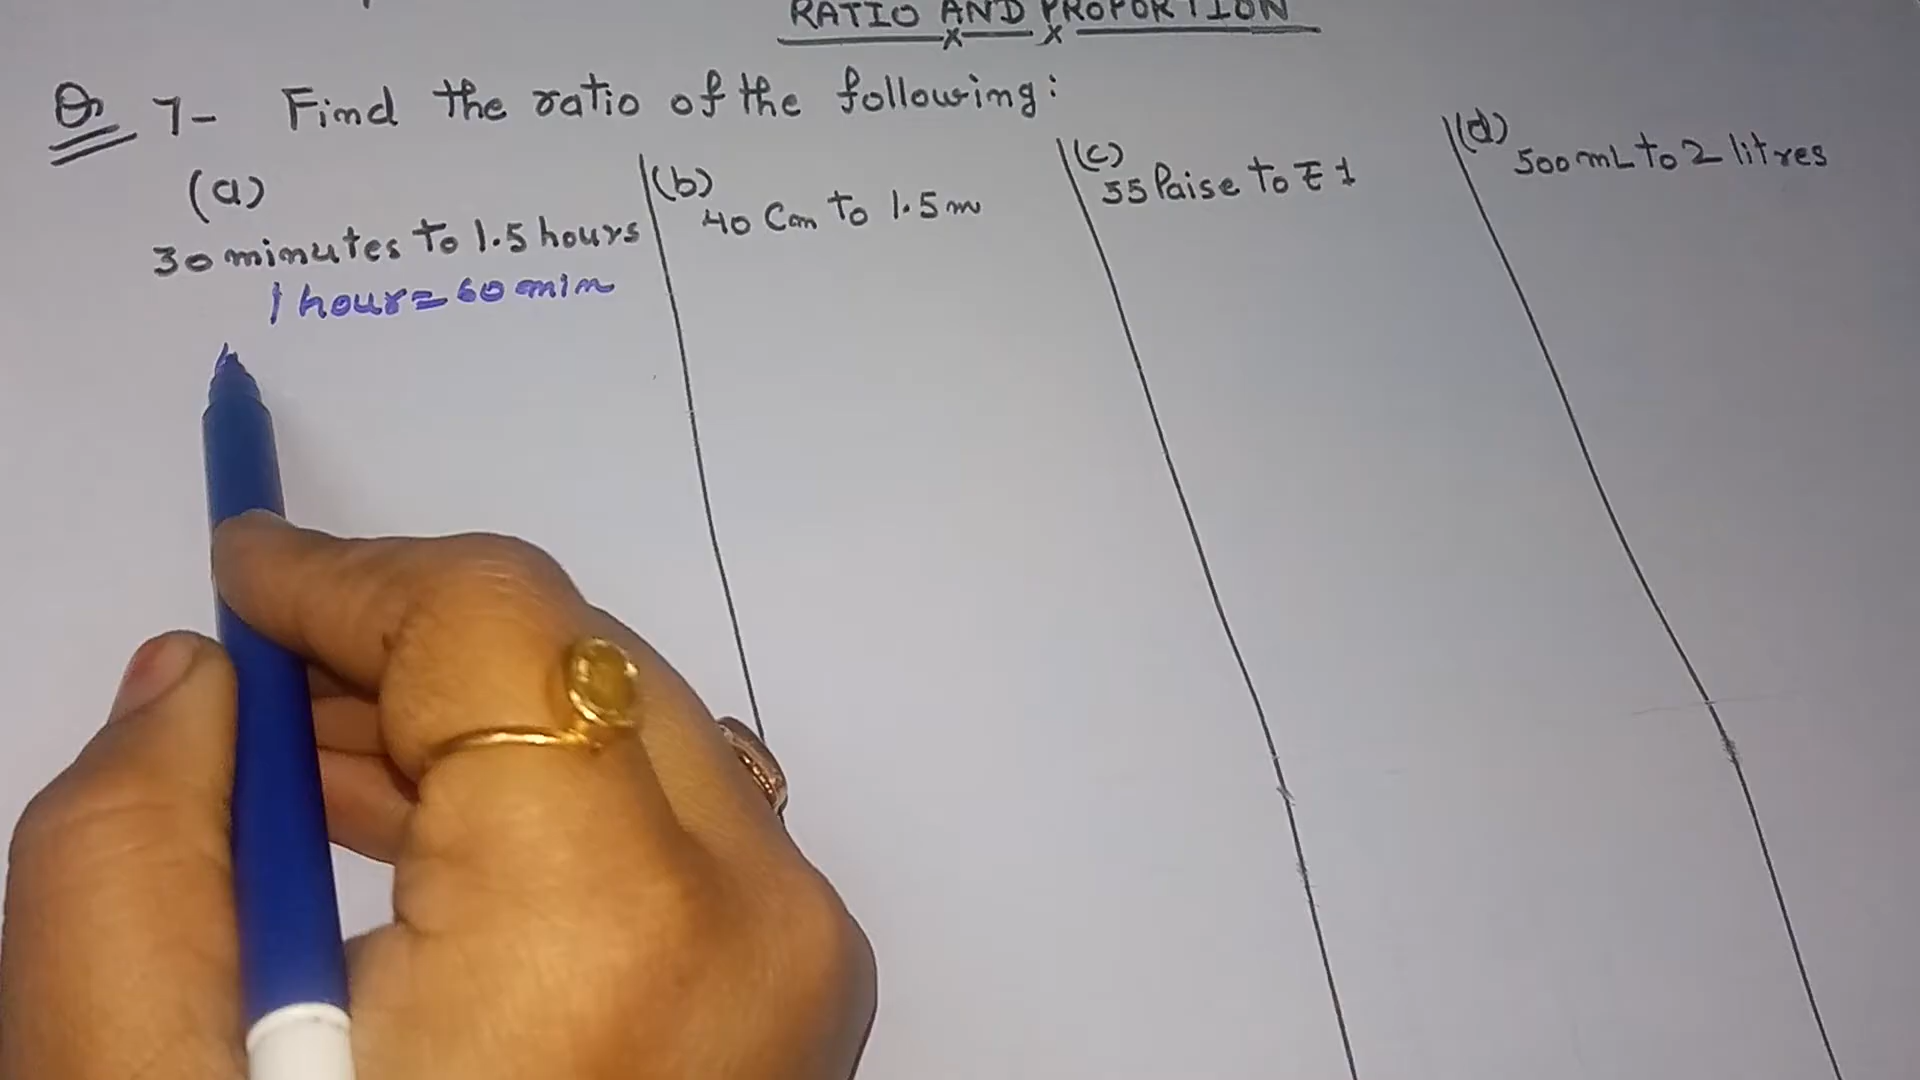 RATIO AND PROPORTION
Q 7- Find the ratio of the following:
(a)
30 minutes to 1.5 hours
1 hour = 60 min
(b)
40 Cm to 1.5 m
(c)
55 Paise to ₹ 1
(d)
500 mL to 2 litres